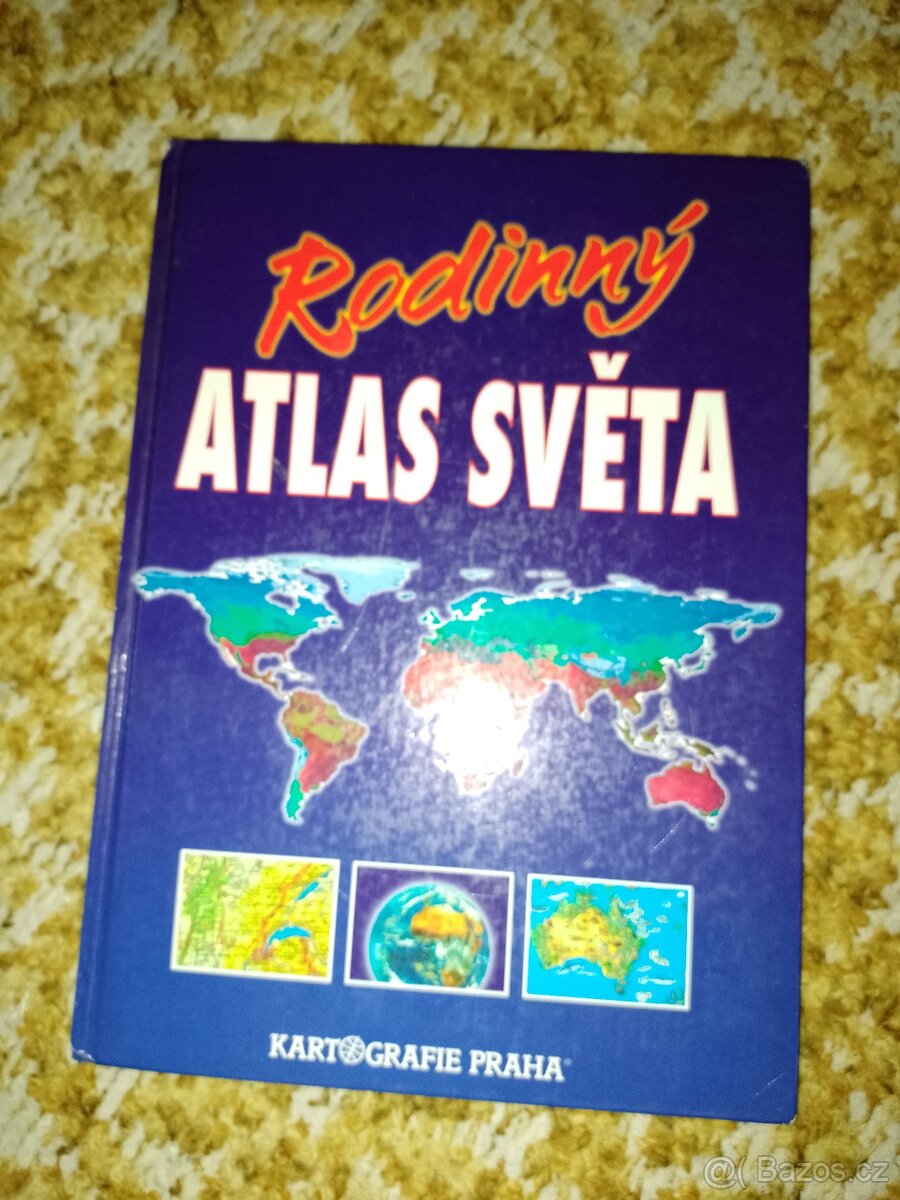 Rodinný
ATLAS SVĚTA
KARTOGRAFIE PRAHA®
@( Bazos.cz